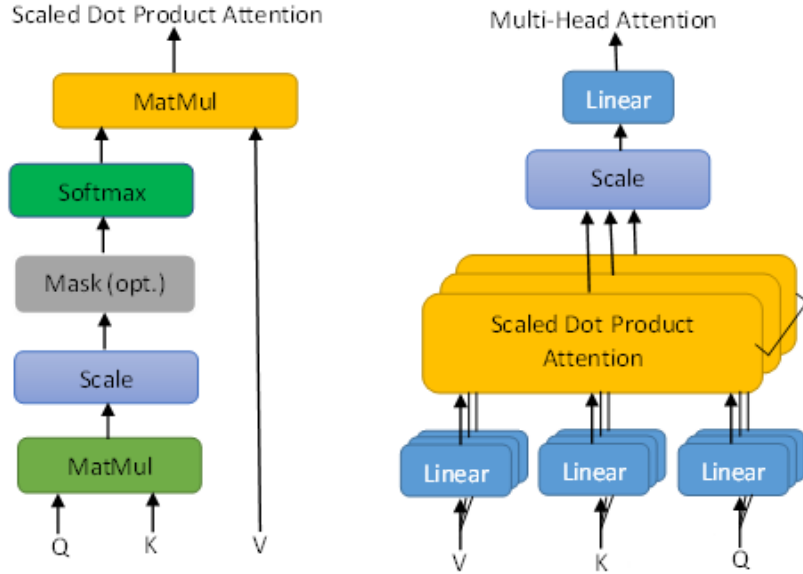 Scaled Dot Product Attention
MatMul
Softmax
Mask (opt.)
Scale
MatMul
Q K V
Multi-Head Attention
Linear
Scale
Scaled Dot Product
Attention
Linear Linear Linear
V K Q